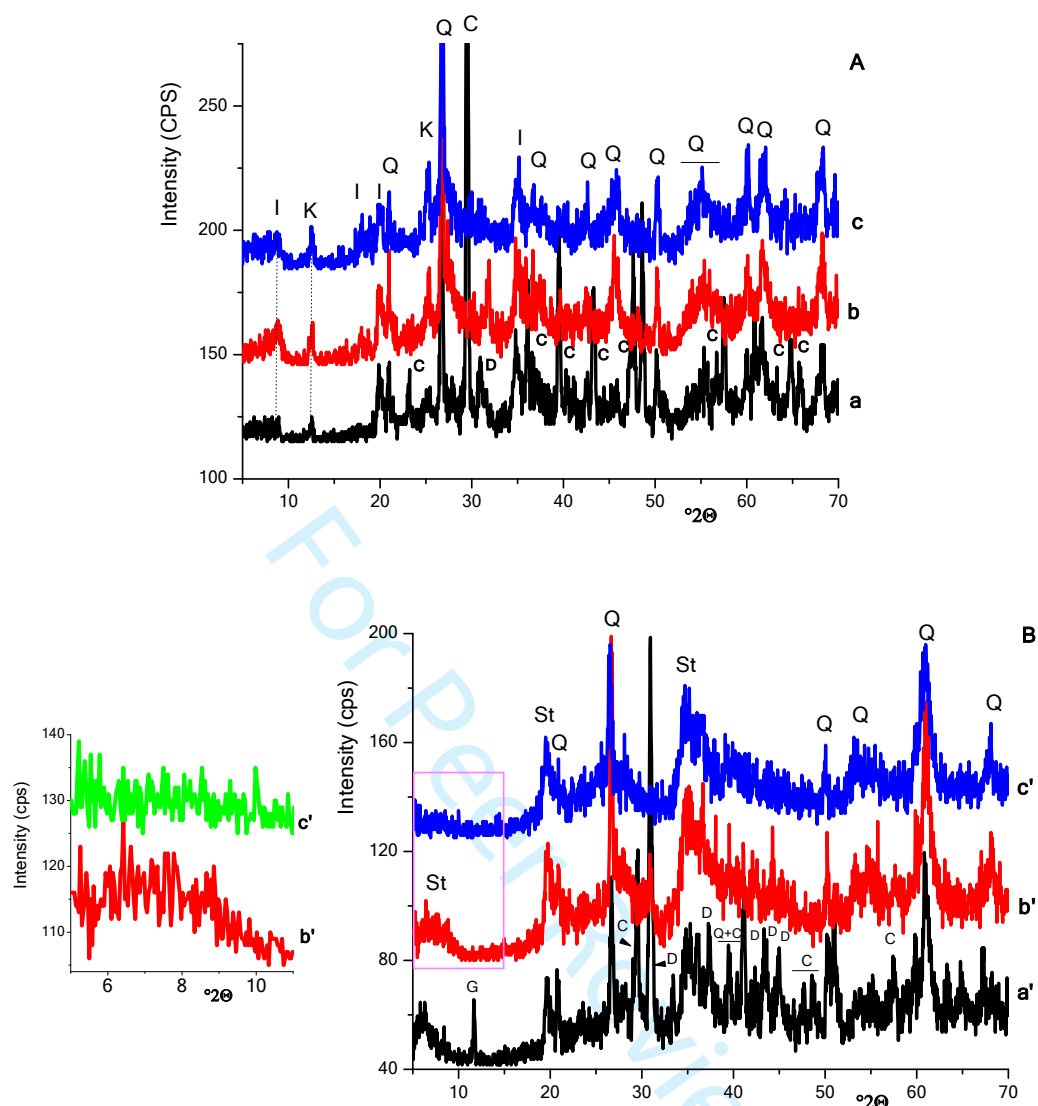 Q C
A
Intensity (CPS)
250
200
150
100
I K I I Q K I Q Q Q Q Q Q Q Q
c
b
C D C C C C C C C
a
10 20 30 40 50 60 70
°2Θ
For Peer Review
B
Intensity (cps)
200
160
120
80
40
Q St Q St Q Q Q Q
c'
St
b'
G C D D Q+C D D D C C
a'
10 20 30 40 50 60 70
°2Θ
Intensity (cps)
140
130
120
110
c'
b'
6 8 10
°2Θ